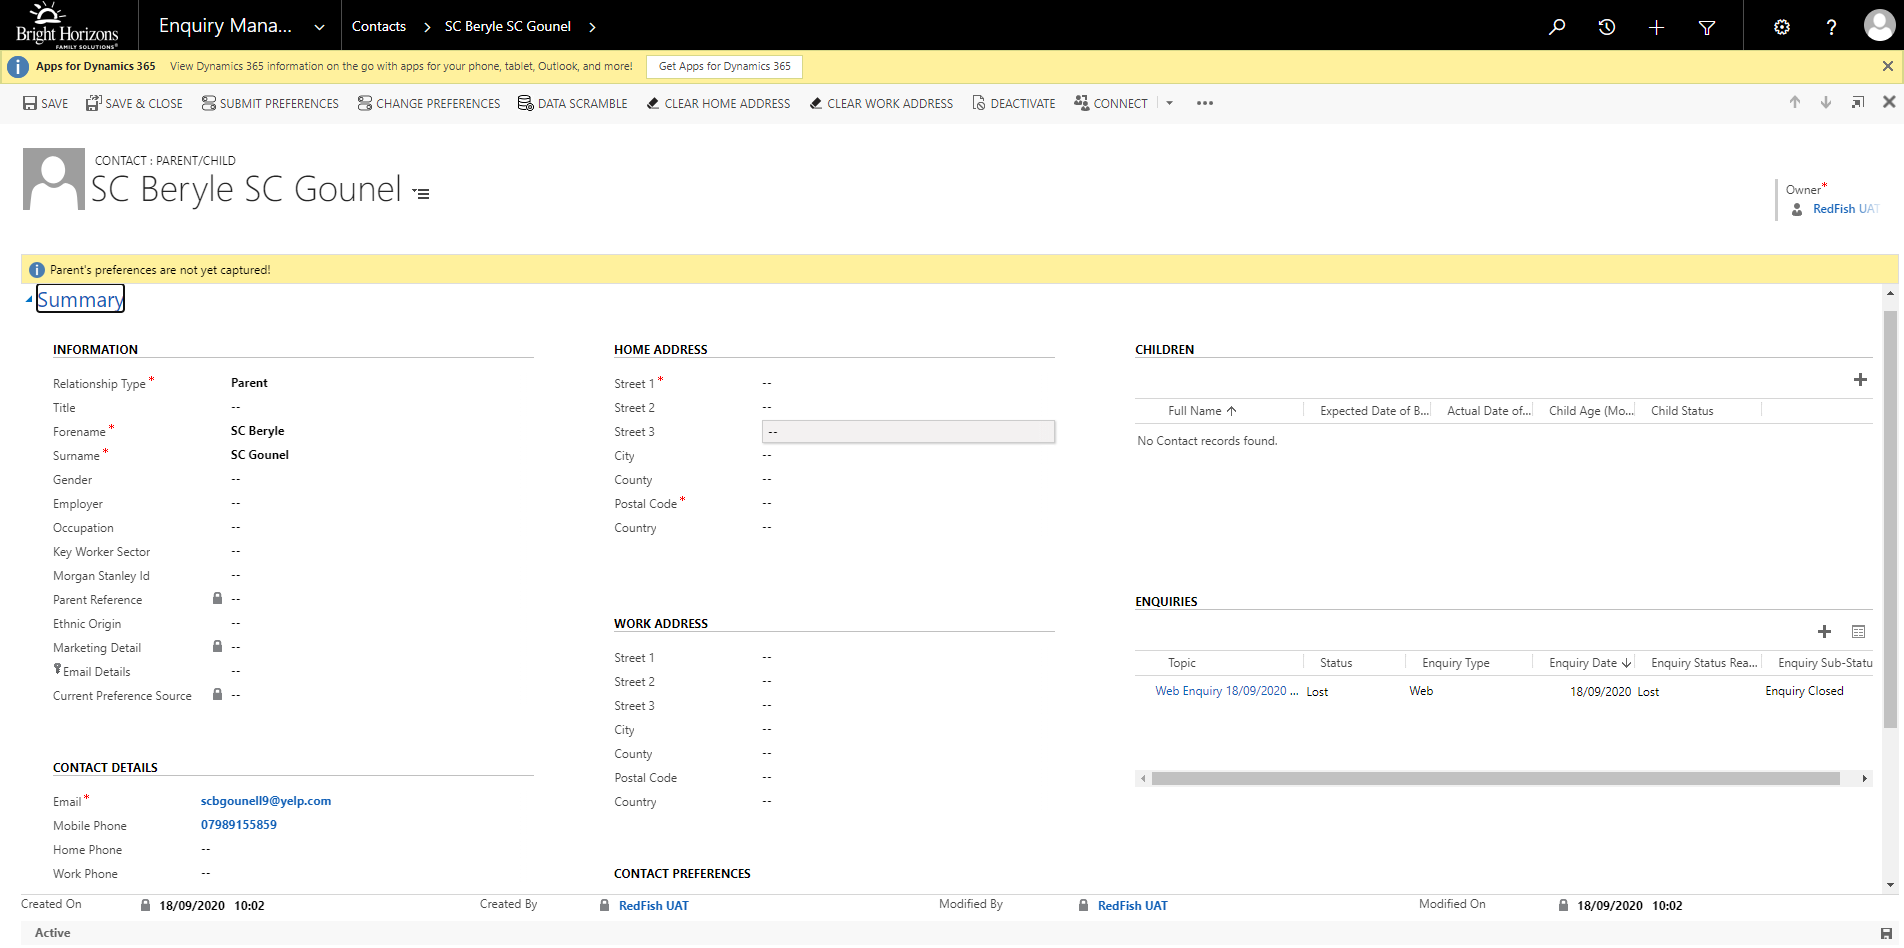 Bright Horizons
FAMILY SOLUTIONS
Enquiry Mana...
Contacts > SC Beryle SC Gounel >
Apps for Dynamics 365 View Dynamics 365 information on the go with apps for your phone, tablet, Outlook, and more! Get Apps for Dynamics 365
SAVE SAVE & CLOSE SUBMIT PREFERENCES CHANGE PREFERENCES DATA SCRAMBLE CLEAR HOME ADDRESS CLEAR WORK ADDRESS DEACTIVATE CONNECT ...
CONTACT : PARENT/CHILD
SC Beryle SC Gounel
Owner*
RedFish UAT
Parent's preferences are not yet captured!
Summary
INFORMATION
Relationship Type* Parent
Title --
Forename* SC Beryle
Surname* SC Gounel
Gender --
Employer --
Occupation --
Key Worker Sector --
Morgan Stanley Id --
Parent Reference --
Ethnic Origin --
Marketing Detail --
Email Details --
Current Preference Source --
CONTACT DETAILS
Email* scbgounell9@yelp.com
Mobile Phone 07989155859
Home Phone --
Work Phone --
HOME ADDRESS
Street 1* --
Street 2 --
Street 3 --
City --
County --
Postal Code* --
Country --
WORK ADDRESS
Street 1 --
Street 2 --
Street 3 --
City --
County --
Postal Code --
Country --
CONTACT PREFERENCES
CHILDREN
Full Name ↑ Expected Date of B... Actual Date of... Child Age (Mo... Child Status
No Contact records found.
ENQUIRIES
Topic Status Enquiry Type Enquiry Date ↓ Enquiry Status Rea... Enquiry Sub-Statu
Web Enquiry 18/09/2020 ... Lost Web 18/09/2020 Lost Enquiry Closed
Created On 18/09/2020 10:02 Created By RedFish UAT Modified By RedFish UAT Modified On 18/09/2020 10:02
Active